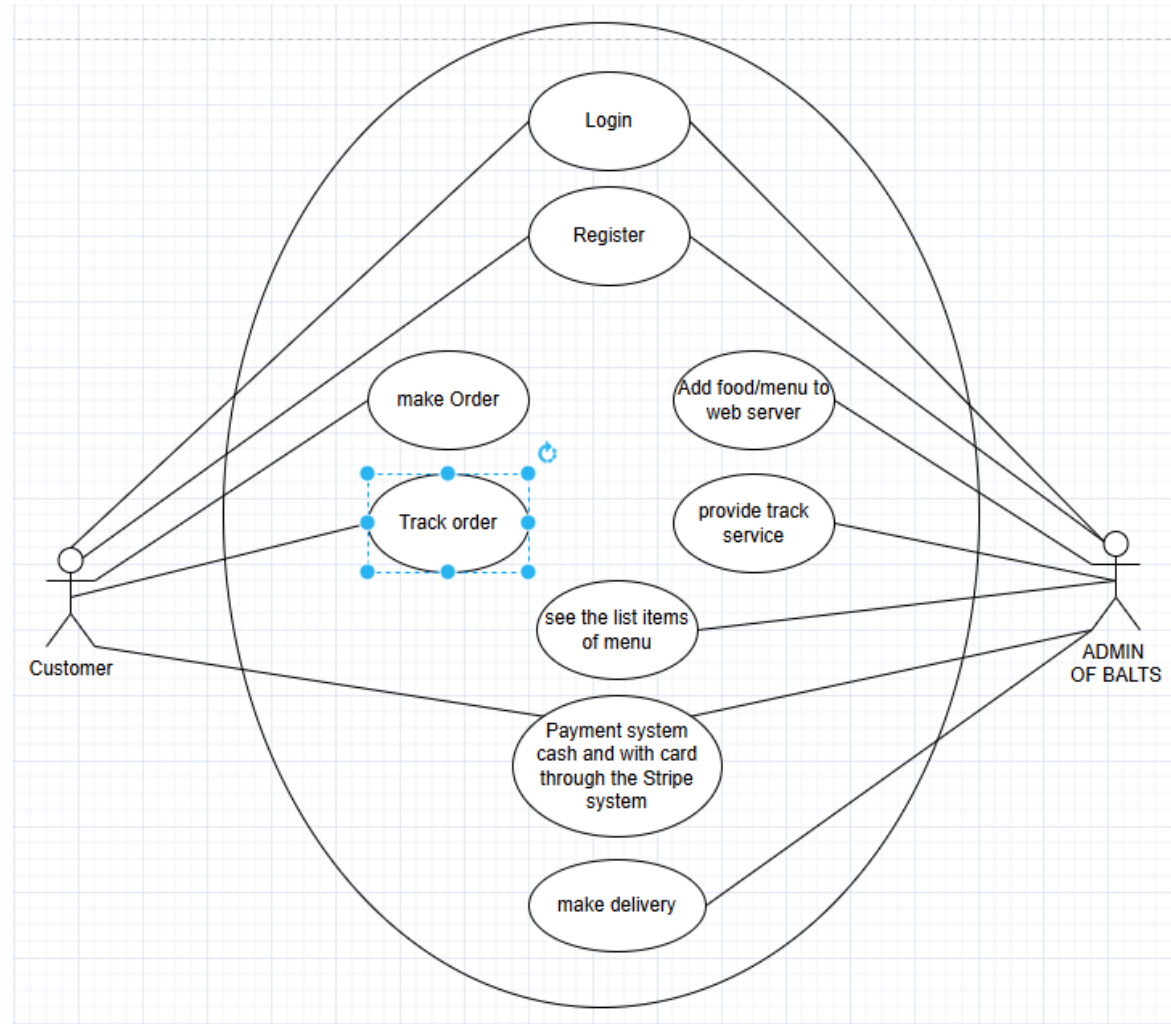 Login
Register
make Order
Add food/menu to
web server
Track order
provide track
service
see the list items
of menu
Customer
ADMIN
OF BALTS
Payment system
cash and with card
through the Stripe
system
make delivery